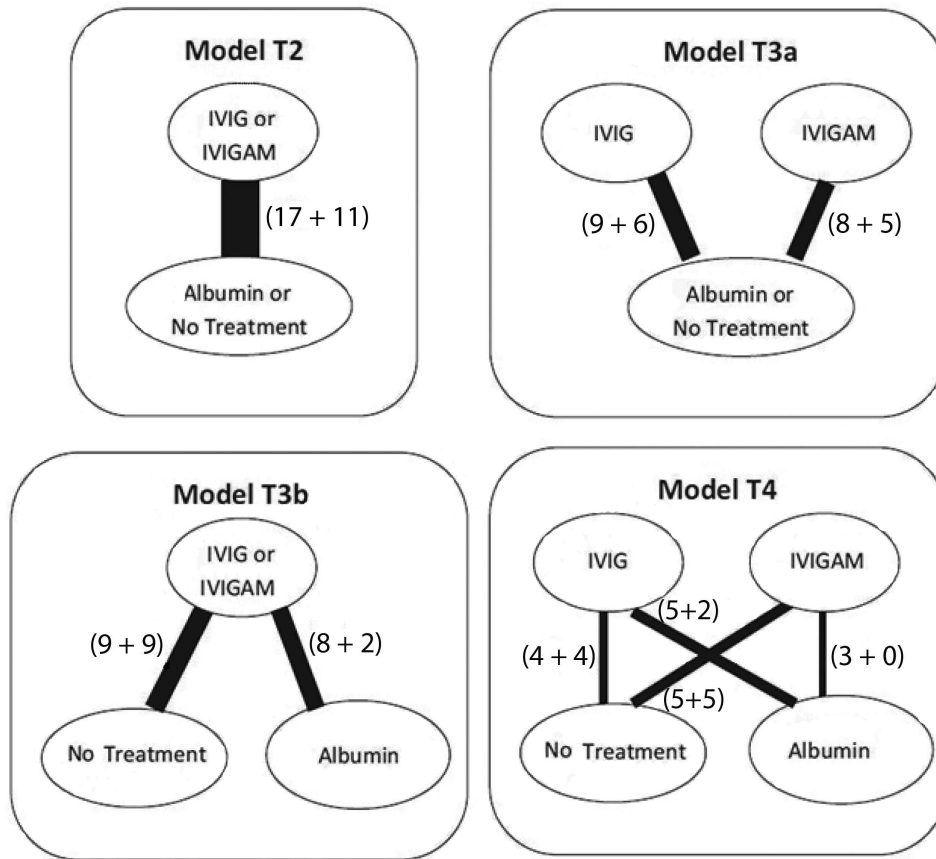 Model T2
IVIG or
IVIGAM
(17 + 11)
Albumin or
No Treatment
Model T3a
IVIG
IVIGAM
(9 + 6)
(8 + 5)
Albumin or
No Treatment
Model T3b
IVIG or
IVIGAM
(9 + 9)
(8 + 2)
No Treatment
Albumin
Model T4
IVIG
IVIGAM
(5+2)
(4 + 4)
(3 + 0)
(5+5)
No Treatment
Albumin